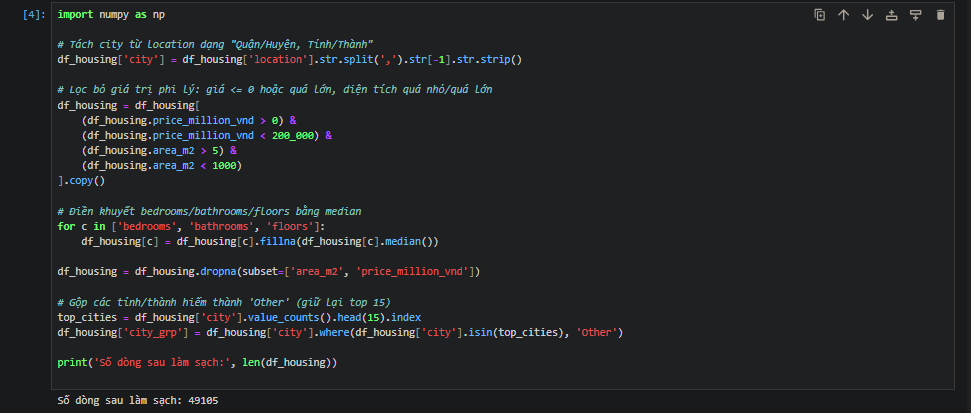 [4]: import numpy as np
# Tách city từ Location dạng "Quận/Huyện, Tỉnh/Thành"
df_housing['city'] = df_housing['location'].str.split(',').str[-1].str.strip()
# Lọc bỏ giá trị phi lý: giá <= 0 hoặc quá lớn, diện tích quá nhỏ/quá lớn
df_housing = df_housing[
    (df_housing.price_million_vnd > 0) &
    (df_housing.price_million_vnd < 200_000) &
    (df_housing.area_m2 > 5) &
    (df_housing.area_m2 < 1000)
].copy()
# Điền khuyết bedrooms/bathrooms/floors bằng median
for c in ['bedrooms', 'bathrooms', 'floors']:
    df_housing[c] = df_housing[c].fillna(df_housing[c].median())
df_housing = df_housing.dropna(subset=['area_m2', 'price_million_vnd'])
# Gộp các tỉnh/thành hiếm thành 'Other' (giữ lại top 15)
top_cities = df_housing['city'].value_counts().head(15).index
df_housing['city_grp'] = df_housing['city'].where(df_housing['city'].isin(top_cities), 'Other')
print('Số dòng sau làm sạch:', len(df_housing))
Số dòng sau làm sạch: 49105